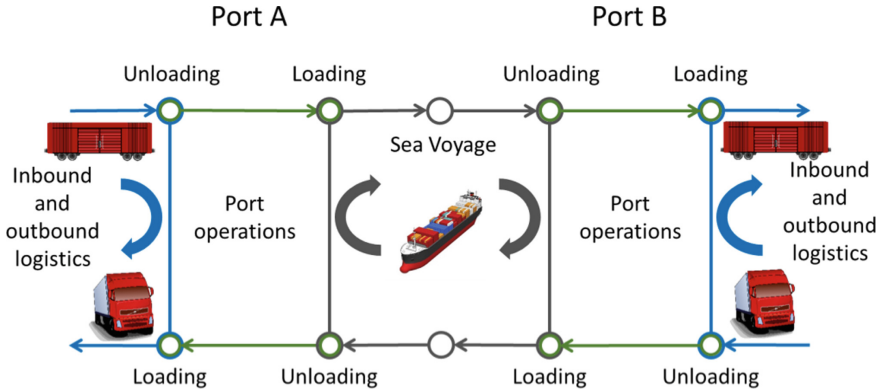 Port A
Port B
Unloading
Loading
Unloading
Loading
Sea Voyage
Inbound
and
outbound
logistics
Port
operations
Port
operations
Inbound
and
outbound
logistics
Loading
Unloading
Loading
Unloading